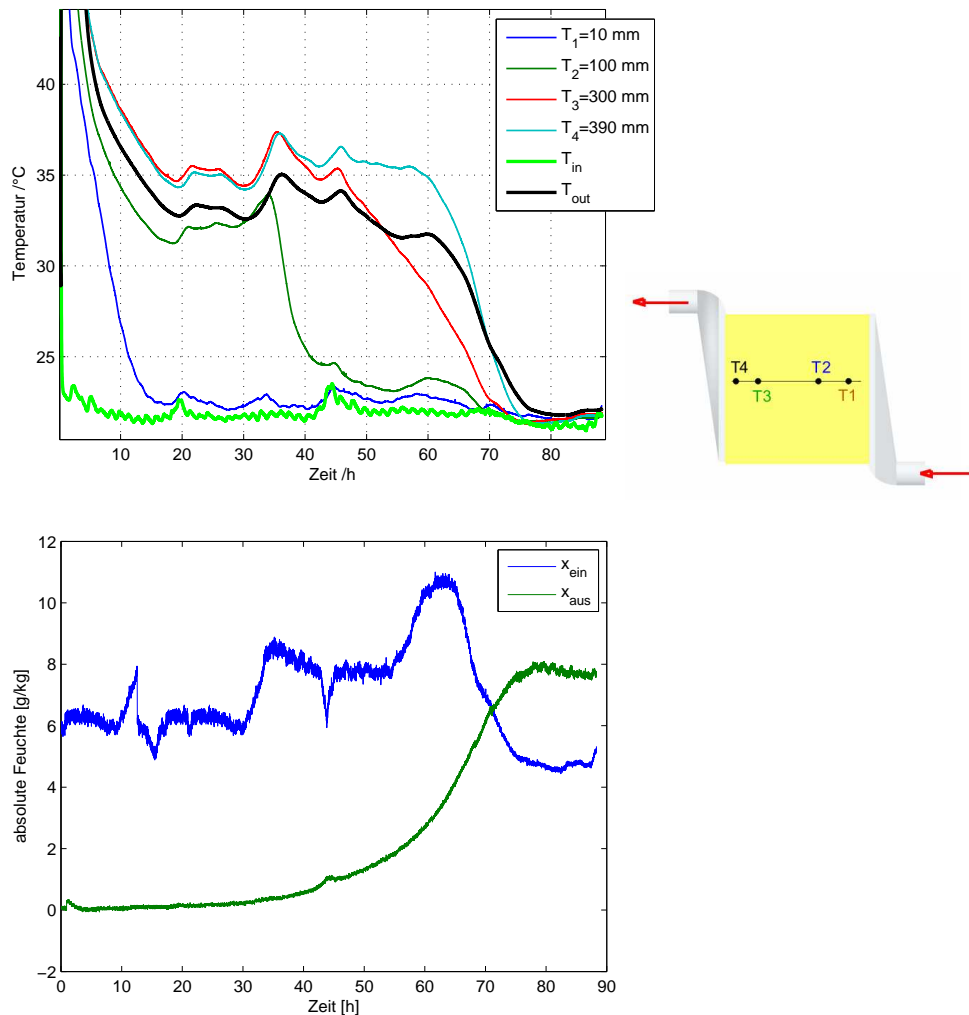 T1=10 mm
T2=100 mm
T3=300 mm
T4=390 mm
Tin
Tout
Temperatur /°C
40
35
30
25
10 20 30 40 50 60 70 80
Zeit /h
T4 T2
T3 T1
xein
xaus
absolute Feuchte [g/kg]
12
10
8
6
4
2
0
−2
0 10 20 30 40 50 60 70 80 90
Zeit [h]